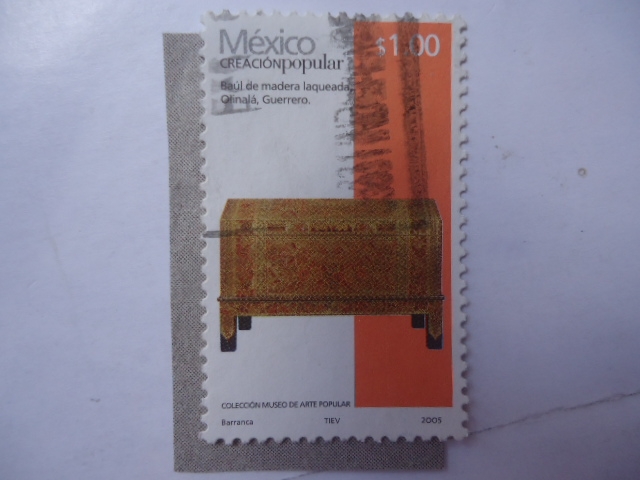 México
$1.00
CREACIÓNpopular
Baúl de madera laqueada,
Olinalá, Guerrero.
COLECCIÓN MUSEO DE ARTE POPULAR
Barranca TIEV 2005